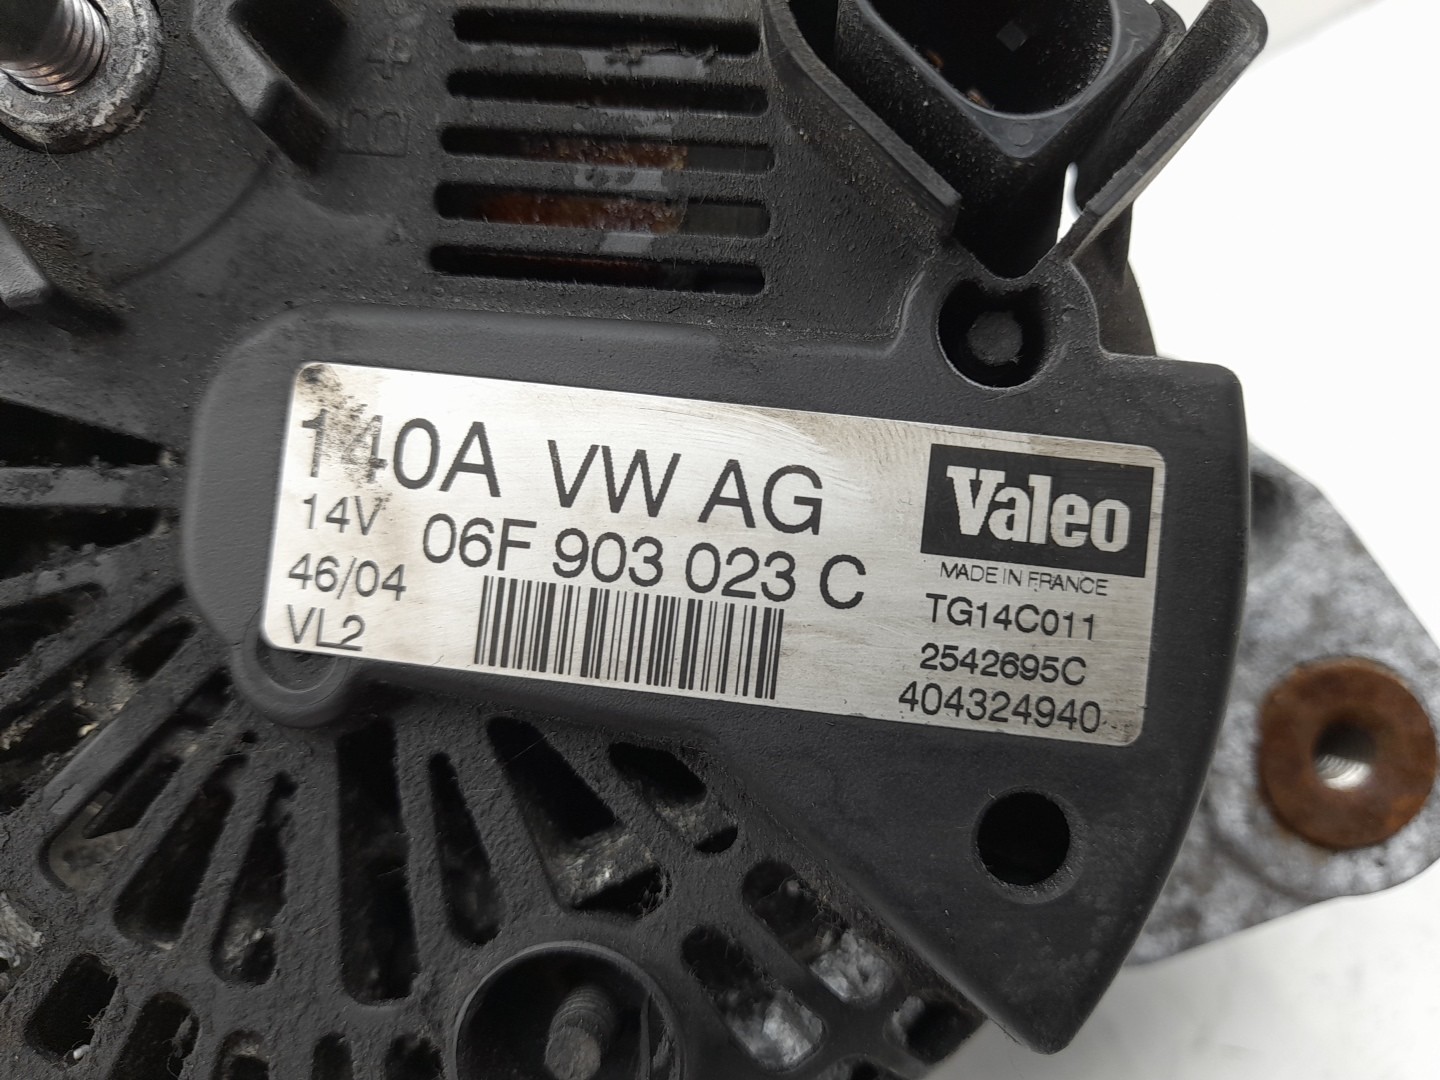 B+
140A VW AG
14V 06F 903 023 C
46/04
VL2
Valeo
MADE IN FRANCE
TG14C011
2542695C
404324940